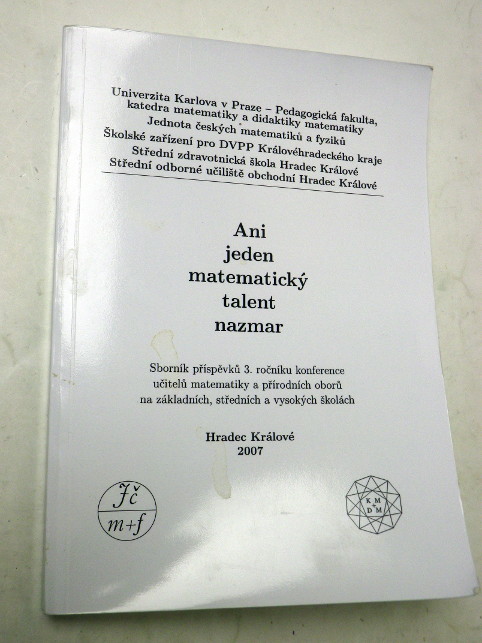 Univerzita Karlova v Praze – Pedagogická fakulta,
katedra matematiky a didaktiky matematiky
Jednota českých matematiků a fyziků
Školské zařízení pro DVPP Královéhradeckého kraje
Střední zdravotnická škola Hradec Králové
Střední odborné učiliště obchodní Hradec Králové
Ani
jeden
matematický
talent
nazmar
Sborník příspěvků 3. ročníku konference
učitelů matematiky a přírodních oborů
na základních, středních a vysokých školách
Hradec Králové
2007
Jč
m+f
K M
D M